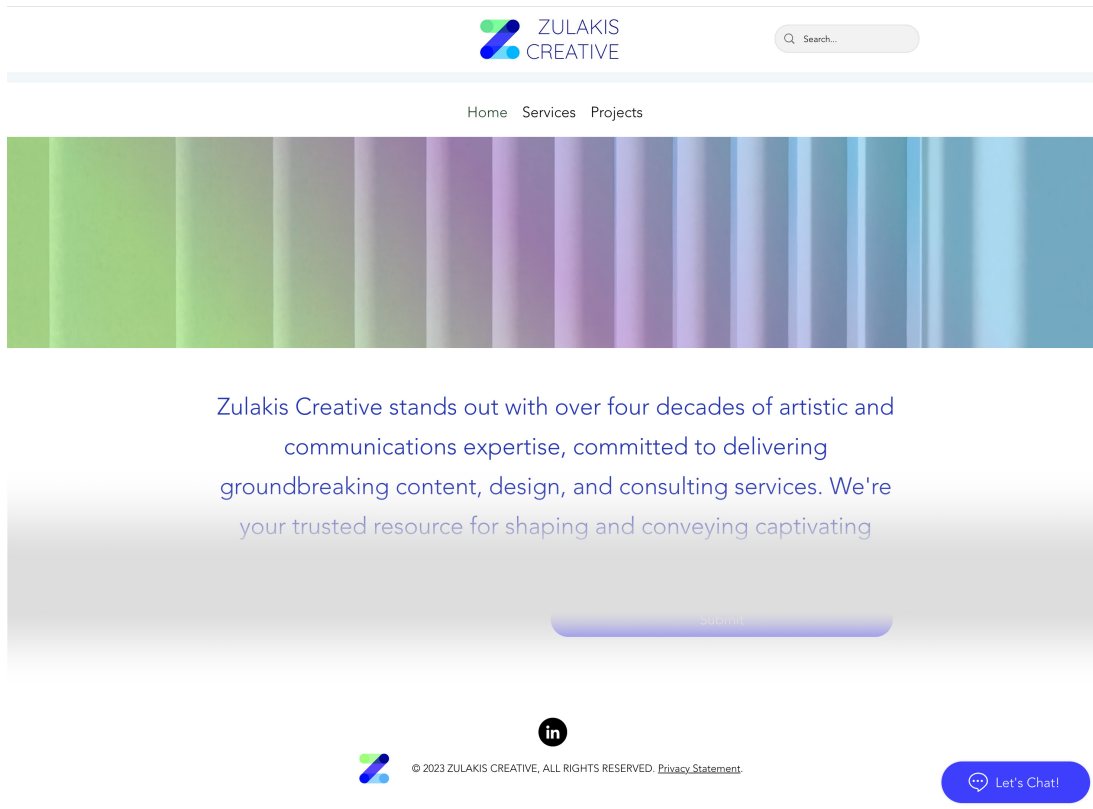 ZULAKIS
CREATIVE
Search...
Home Services Projects
Zulakis Creative stands out with over four decades of artistic and
communications expertise, committed to delivering
groundbreaking content, design, and consulting services. We're
your trusted resource for shaping and conveying captivating
Submit
in
© 2023 ZULAKIS CREATIVE, ALL RIGHTS RESERVED. Privacy Statement.
Let's Chat!